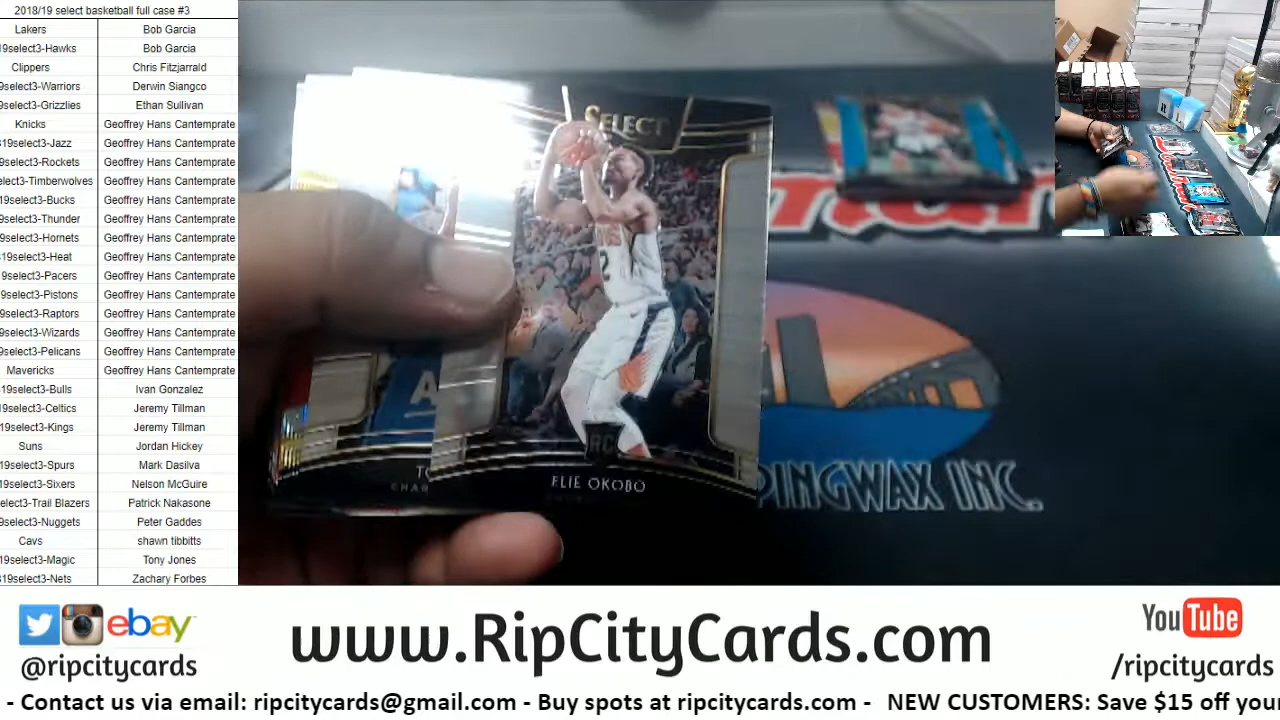 2018/19 select basketball full case #3
Lakers Bob Garcia
19select3-Hawks Bob Garcia
Clippers Chris Fitzjarrald
9select3-Warriors Derwin Siangco
19select3-Grizzlies Ethan Sullivan
Knicks Geoffrey Hans Cantemprate
19select3-Jazz Geoffrey Hans Cantemprate
9select3-Rockets Geoffrey Hans Cantemprate
elect3-Timberwolves Geoffrey Hans Cantemprate
19select3-Bucks Geoffrey Hans Cantemprate
9select3-Thunder Geoffrey Hans Cantemprate
9select3-Hornets Geoffrey Hans Cantemprate
19select3-Heat Geoffrey Hans Cantemprate
19select3-Pacers Geoffrey Hans Cantemprate
9select3-Pistons Geoffrey Hans Cantemprate
9select3-Raptors Geoffrey Hans Cantemprate
9select3-Wizards Geoffrey Hans Cantemprate
9select3-Pelicans Geoffrey Hans Cantemprate
Mavericks Geoffrey Hans Cantemprate
19select3-Bulls Ivan Gonzalez
19select3-Celtics Jeremy Tillman
19select3-Kings Jeremy Tillman
Suns Jordan Hickey
19select3-Spurs Mark Dasilva
19select3-Sixers Nelson McGuire
elect3-Trail Blazers Patrick Nakasone
9select3-Nuggets Peter Gaddes
Cavs shawn tibbitts
19select3-Magic Tony Jones
19select3-Nets Zachary Forbes
SELECT
2
RC
ELIE OKOBO
PINGWAX INC.
ebay
@ripcitycards
www.RipCityCards.com
YouTube
/ripcitycards
- Contact us via email: ripcitycards@gmail.com - Buy spots at ripcitycards.com - NEW CUSTOMERS: Save $15 off your